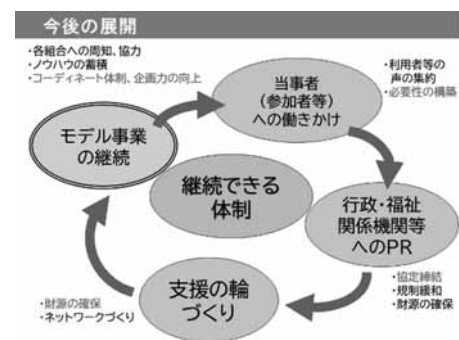 今後の展開
・各組合への周知、協力
・ノウハウの蓄積
・コーディネート体制、企画力の向上
当事者
(参加者等)
への働きかけ
・利用者等の
声の集約
・必要性の構築
モデル事業
の継続
継続できる
体制
行政・福祉
関係機関等
へのPR
・協定締結
・規制緩和
・財源の確保
支援の輪
づくり
・財源の確保
・ネットワークづくり